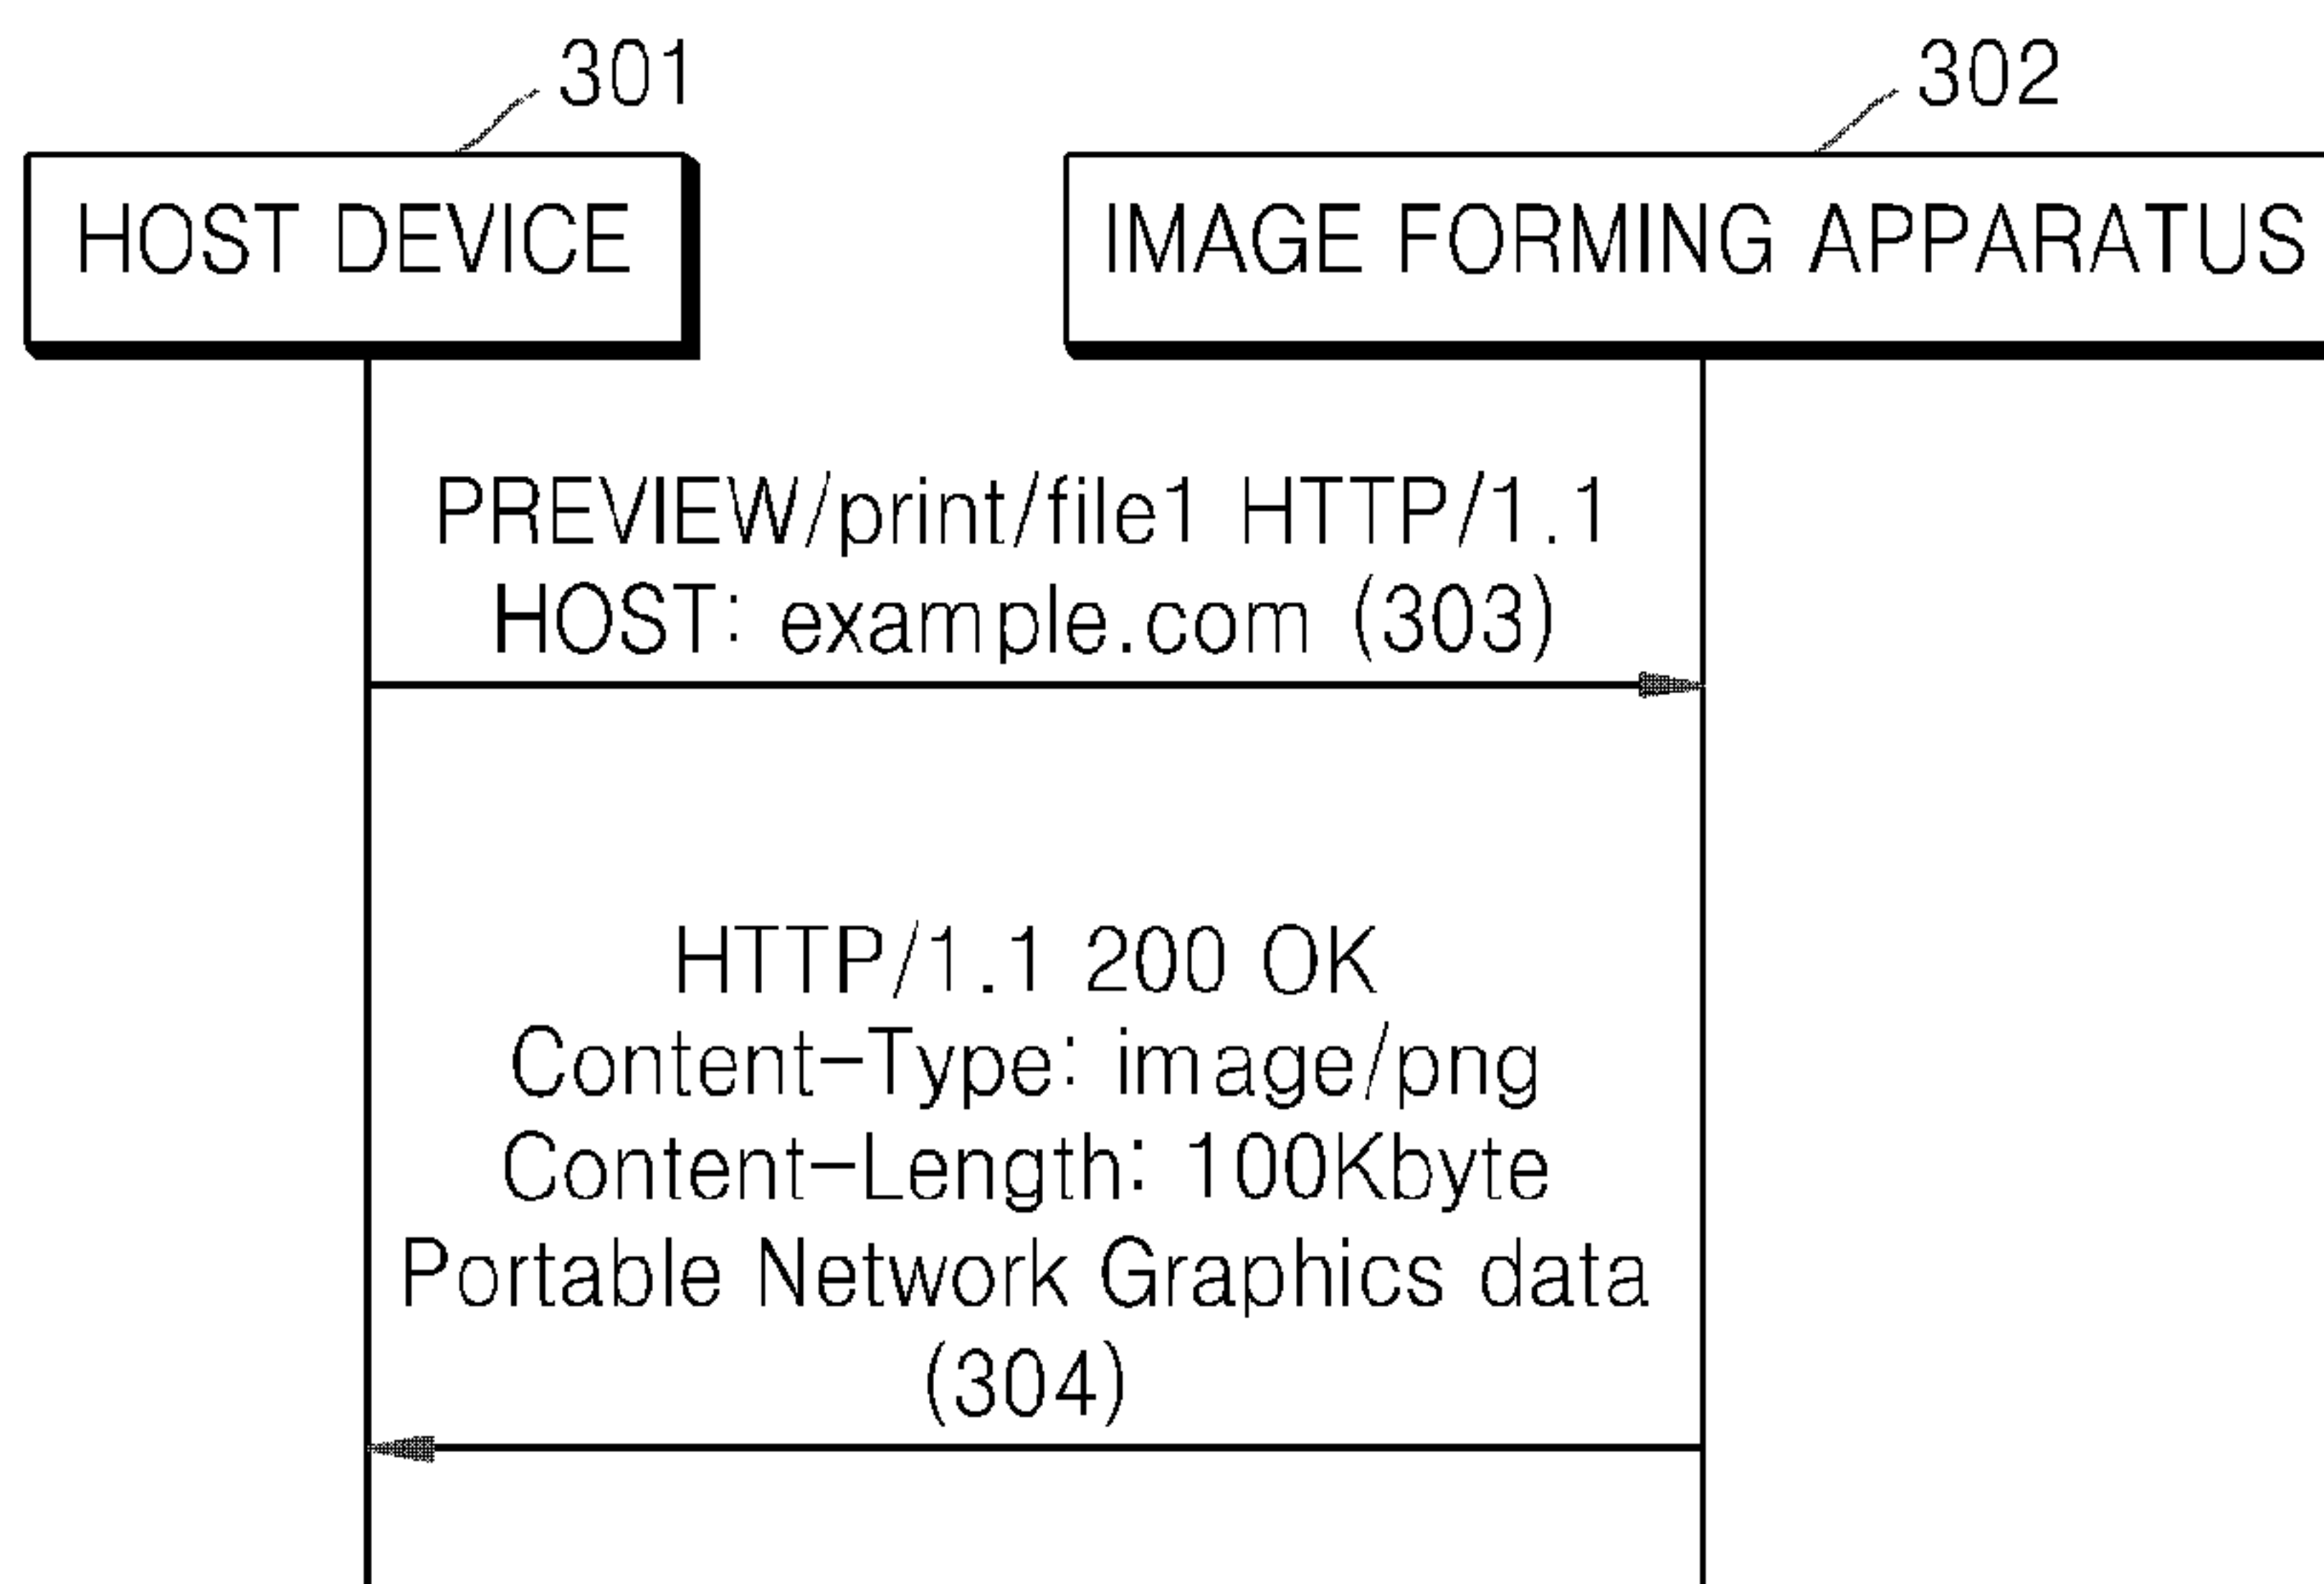 301
302
HOST DEVICE
IMAGE FORMING APPARATUS
PREVIEW/print/file1 HTTP/1.1
HOST: example.com (303)
HTTP/1.1 200 OK
Content-Type: image/png
Content-Length: 100Kbyte
Portable Network Graphics data
(304)